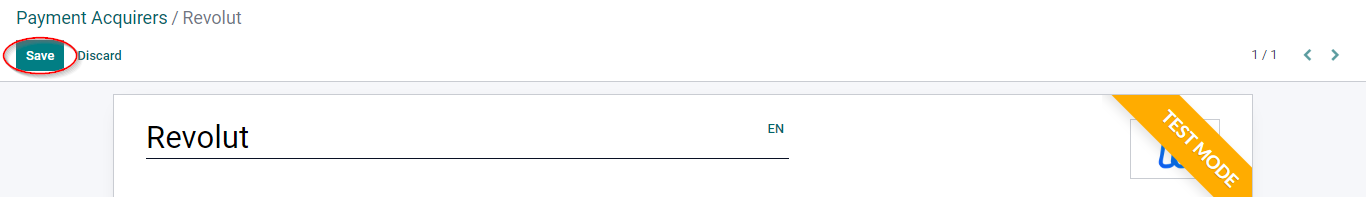 Payment Acquirers / Revolut
Save Discard 1 / 1
Revolut EN
TEST MODE